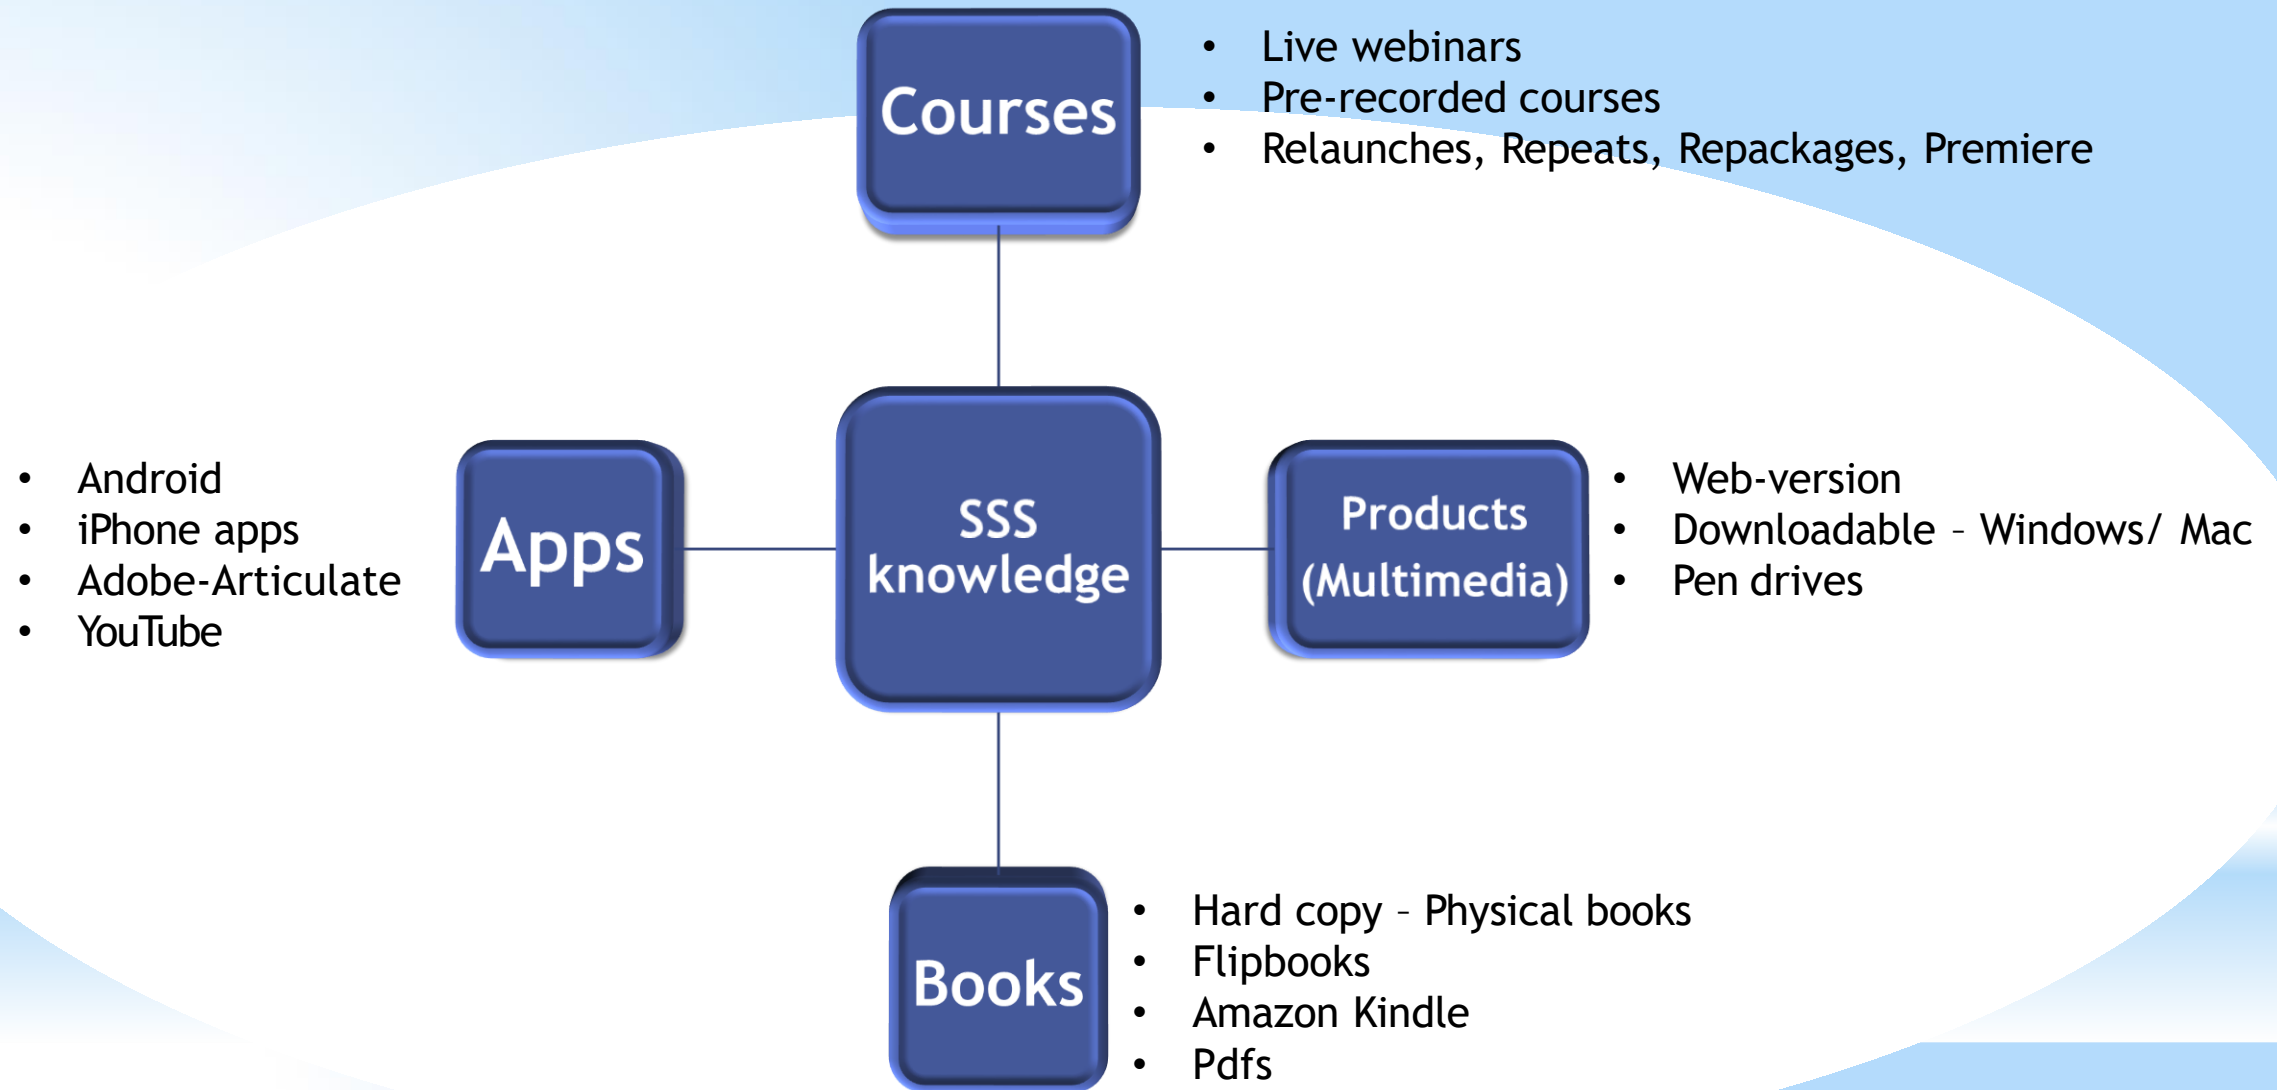 Courses
• Live webinars
• Pre-recorded courses
• Relaunches, Repeats, Repackages, Premiere
• Android
• iPhone apps
• Adobe-Articulate
• YouTube
Apps
SSS
knowledge
Products
(Multimedia)
• Web-version
• Downloadable – Windows/ Mac
• Pen drives
Books
• Hard copy – Physical books
• Flipbooks
• Amazon Kindle
• Pdfs